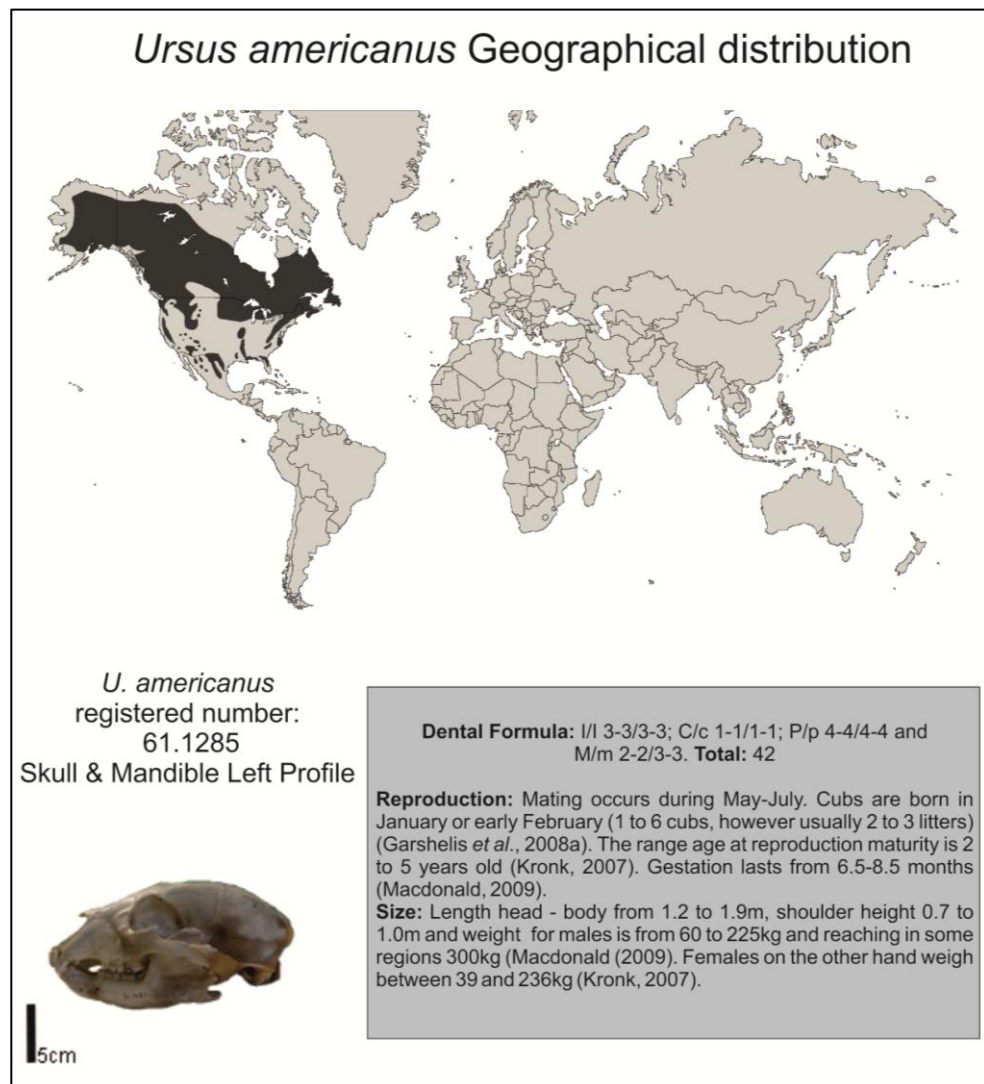 Ursus americanus Geographical distribution
U. americanus
registered number:
61.1285
Skull & Mandible Left Profile
5cm
Dental Formula: I/I 3-3/3-3; C/c 1-1/1-1; P/p 4-4/4-4 and
M/m 2-2/3-3. Total: 42
Reproduction: Mating occurs during May-July. Cubs are born in
January or early February (1 to 6 cubs, however usually 2 to 3 litters)
(Garshelis et al., 2008a). The range age at reproduction maturity is 2
to 5 years old (Kronk, 2007). Gestation lasts from 6.5-8.5 months
(Macdonald, 2009).
Size: Length head - body from 1.2 to 1.9m, shoulder height 0.7 to
1.0m and weight for males is from 60 to 225kg and reaching in some
regions 300kg (Macdonald (2009). Females on the other hand weigh
between 39 and 236kg (Kronk, 2007).